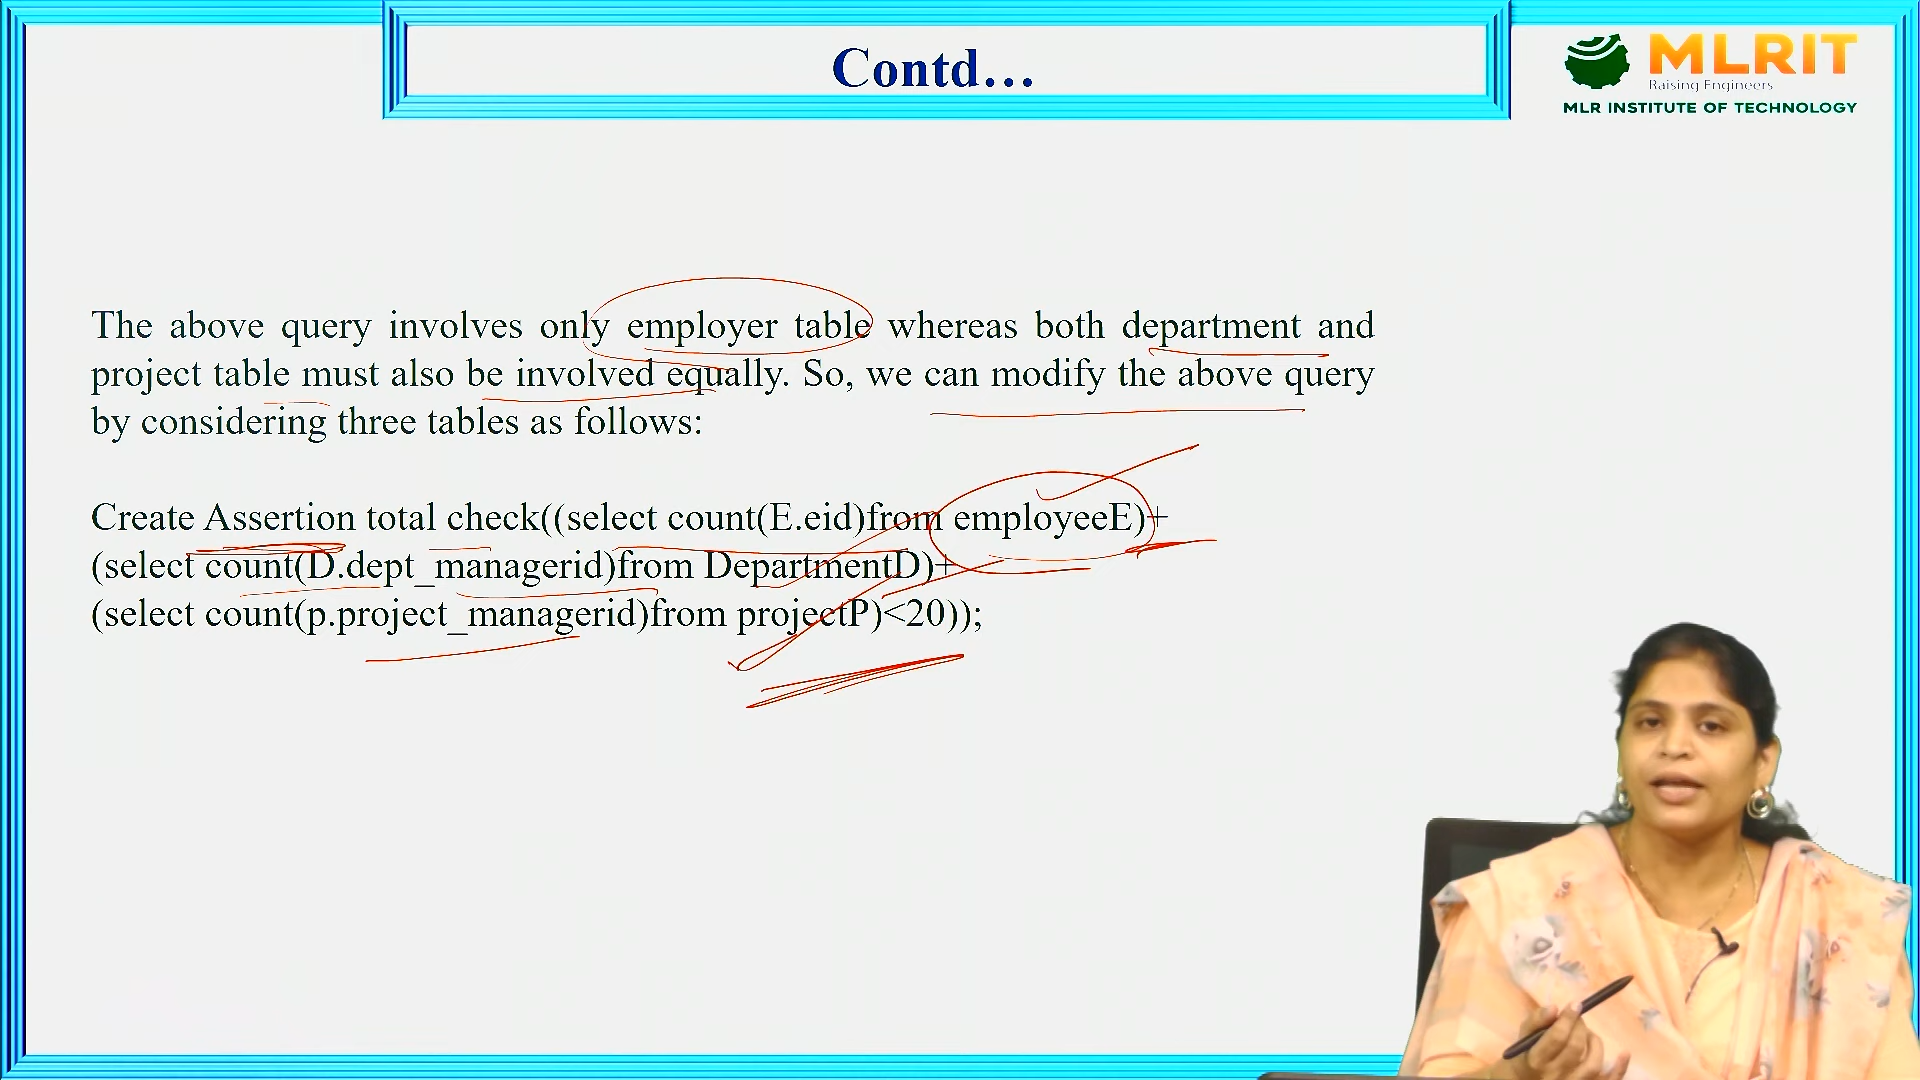 Contd...
MLRIT
Raising Engineers
MLR INSTITUTE OF TECHNOLOGY
The above query involves only employer table whereas both department and
project table must also be involved equally. So, we can modify the above query
by considering three tables as follows:
Create Assertion total check((select count(E.eid)from employeeE)+
(select count(D.dept_managerid)from DepartmentD)+
(select count(p.project_managerid)from projectP)<20));